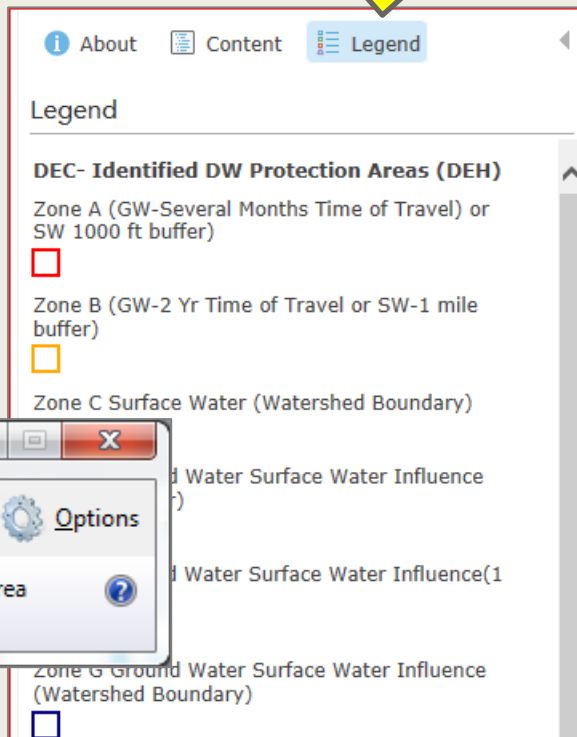 About Content Legend
Legend
DEC- Identified DW Protection Areas (DEH)
Zone A (GW-Several Months Time of Travel) or
SW 1000 ft buffer)
Zone B (GW-2 Yr Time of Travel or SW-1 mile
buffer)
Zone C Surface Water (Watershed Boundary)
Water Surface Water Influence
Options
Water Surface Water Influence(1
Zone G Ground Water Surface Water Influence
(Watershed Boundary)